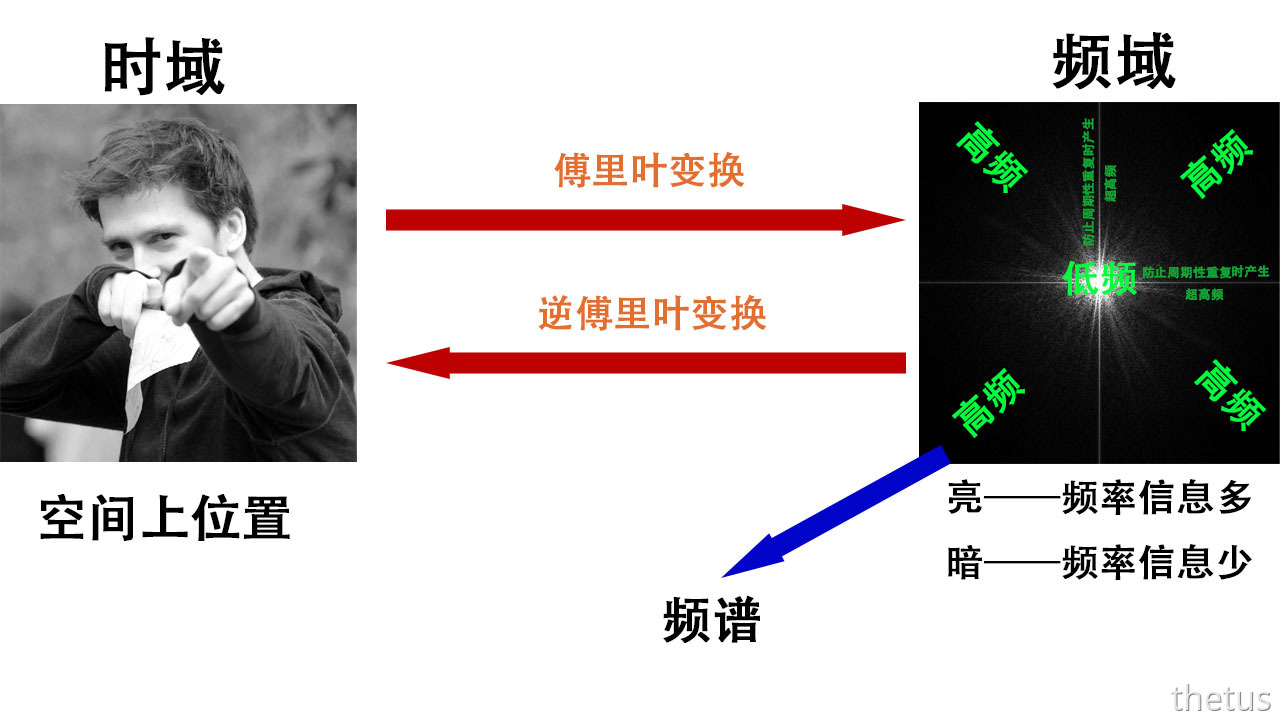 时域
频域
傅里叶变换
逆傅里叶变换
高频
高频
防止周期性重复时产生
超高频
低频
防止周期性重复时产生
超高频
高频
高频
空间上位置
亮——频率信息多
暗——频率信息少
频谱
thetus